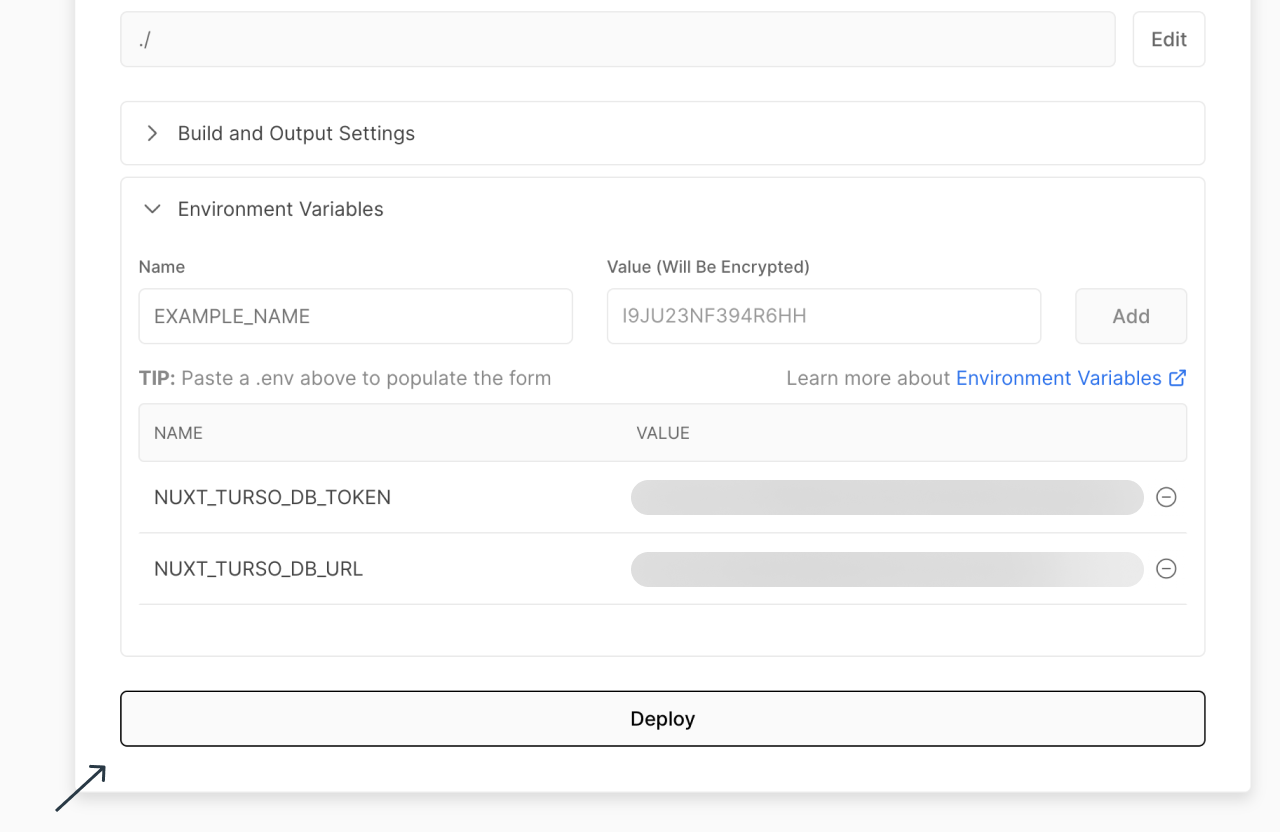 ./
Edit
Build and Output Settings
Environment Variables
Name Value (Will Be Encrypted)
EXAMPLE_NAME I9JU23NF394R6HH Add
TIP: Paste a .env above to populate the form Learn more about Environment Variables
NAME VALUE
NUXT_TURSO_DB_TOKEN
NUXT_TURSO_DB_URL
Deploy